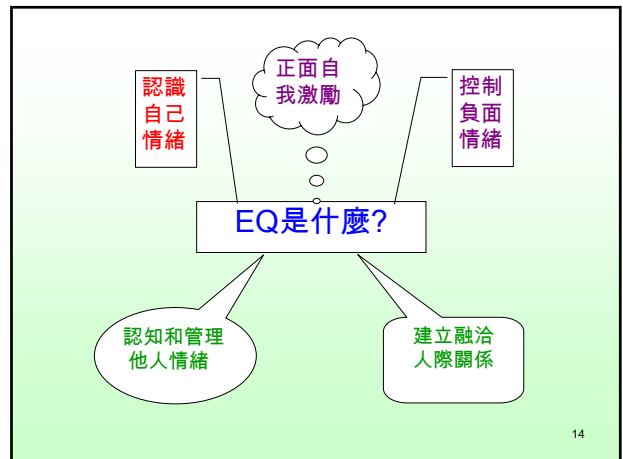 認識
自己
情緒
正面自
我激勵
控制
負面
情緒
EQ是什麼?
認知和管理
他人情緒
建立融洽
人際關係
14